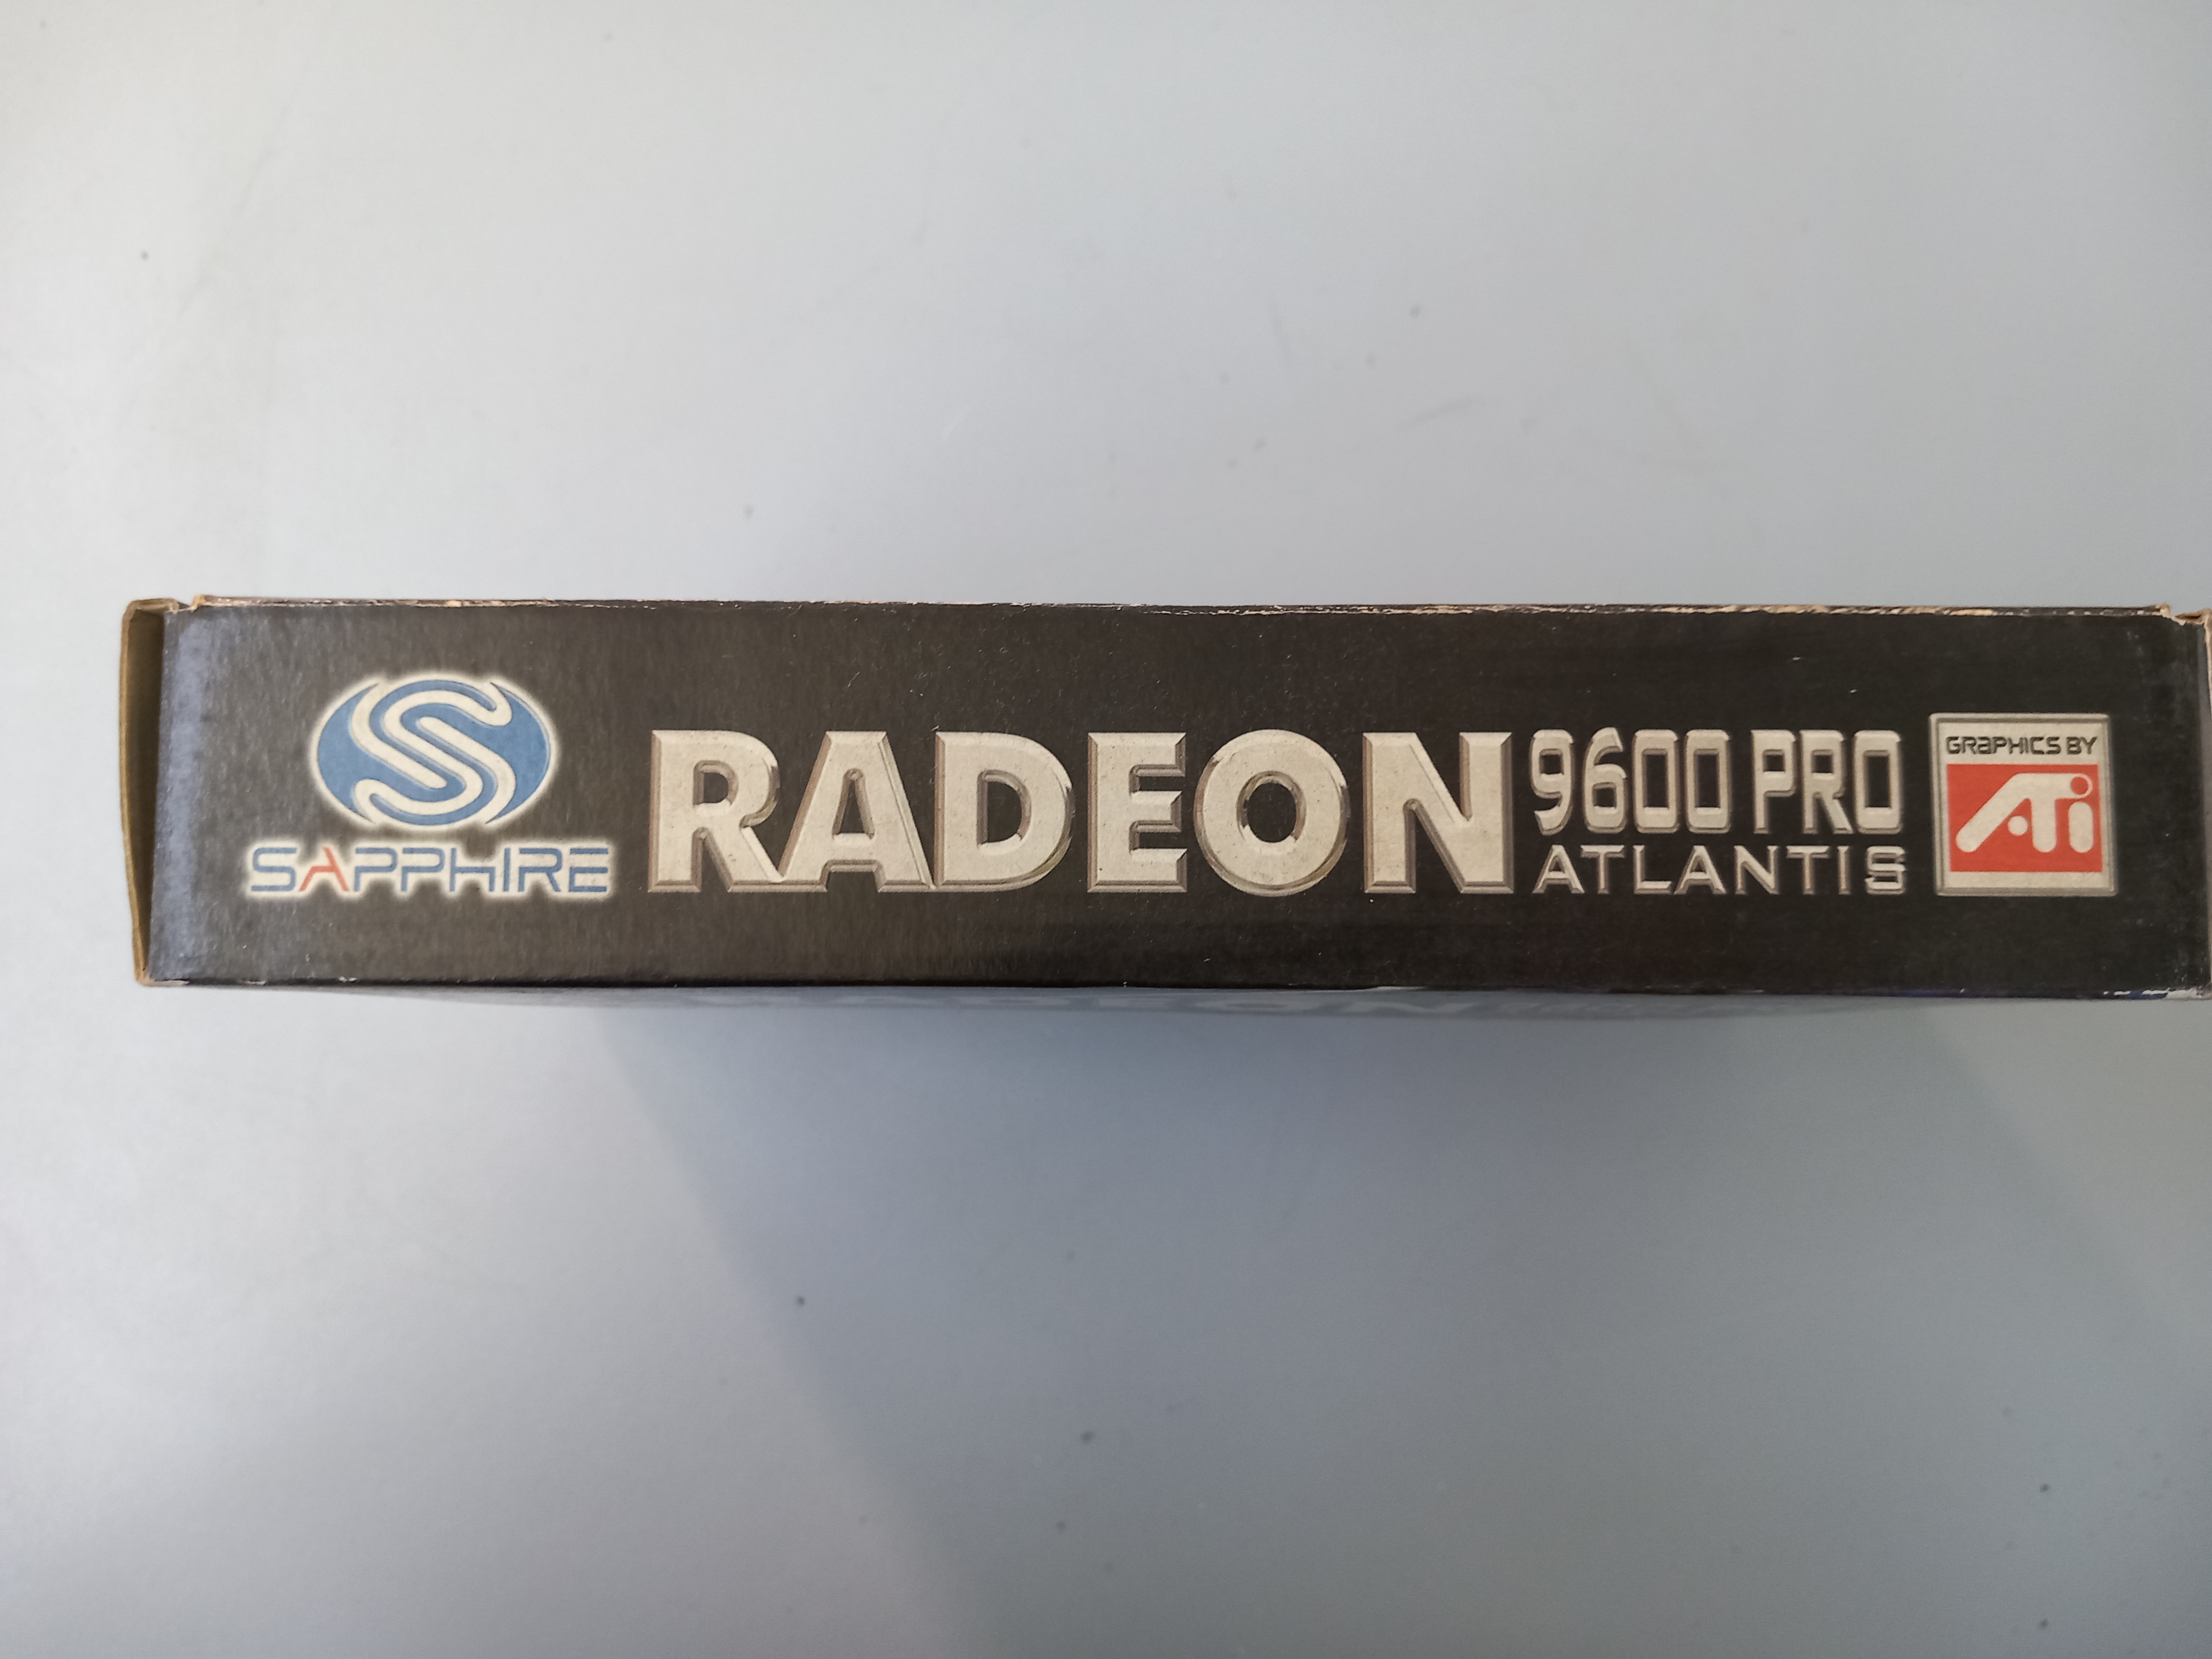 SAPPHIRE
RADEON 9600 PRO
ATLANTIS
GRAPHICS BY
ATI